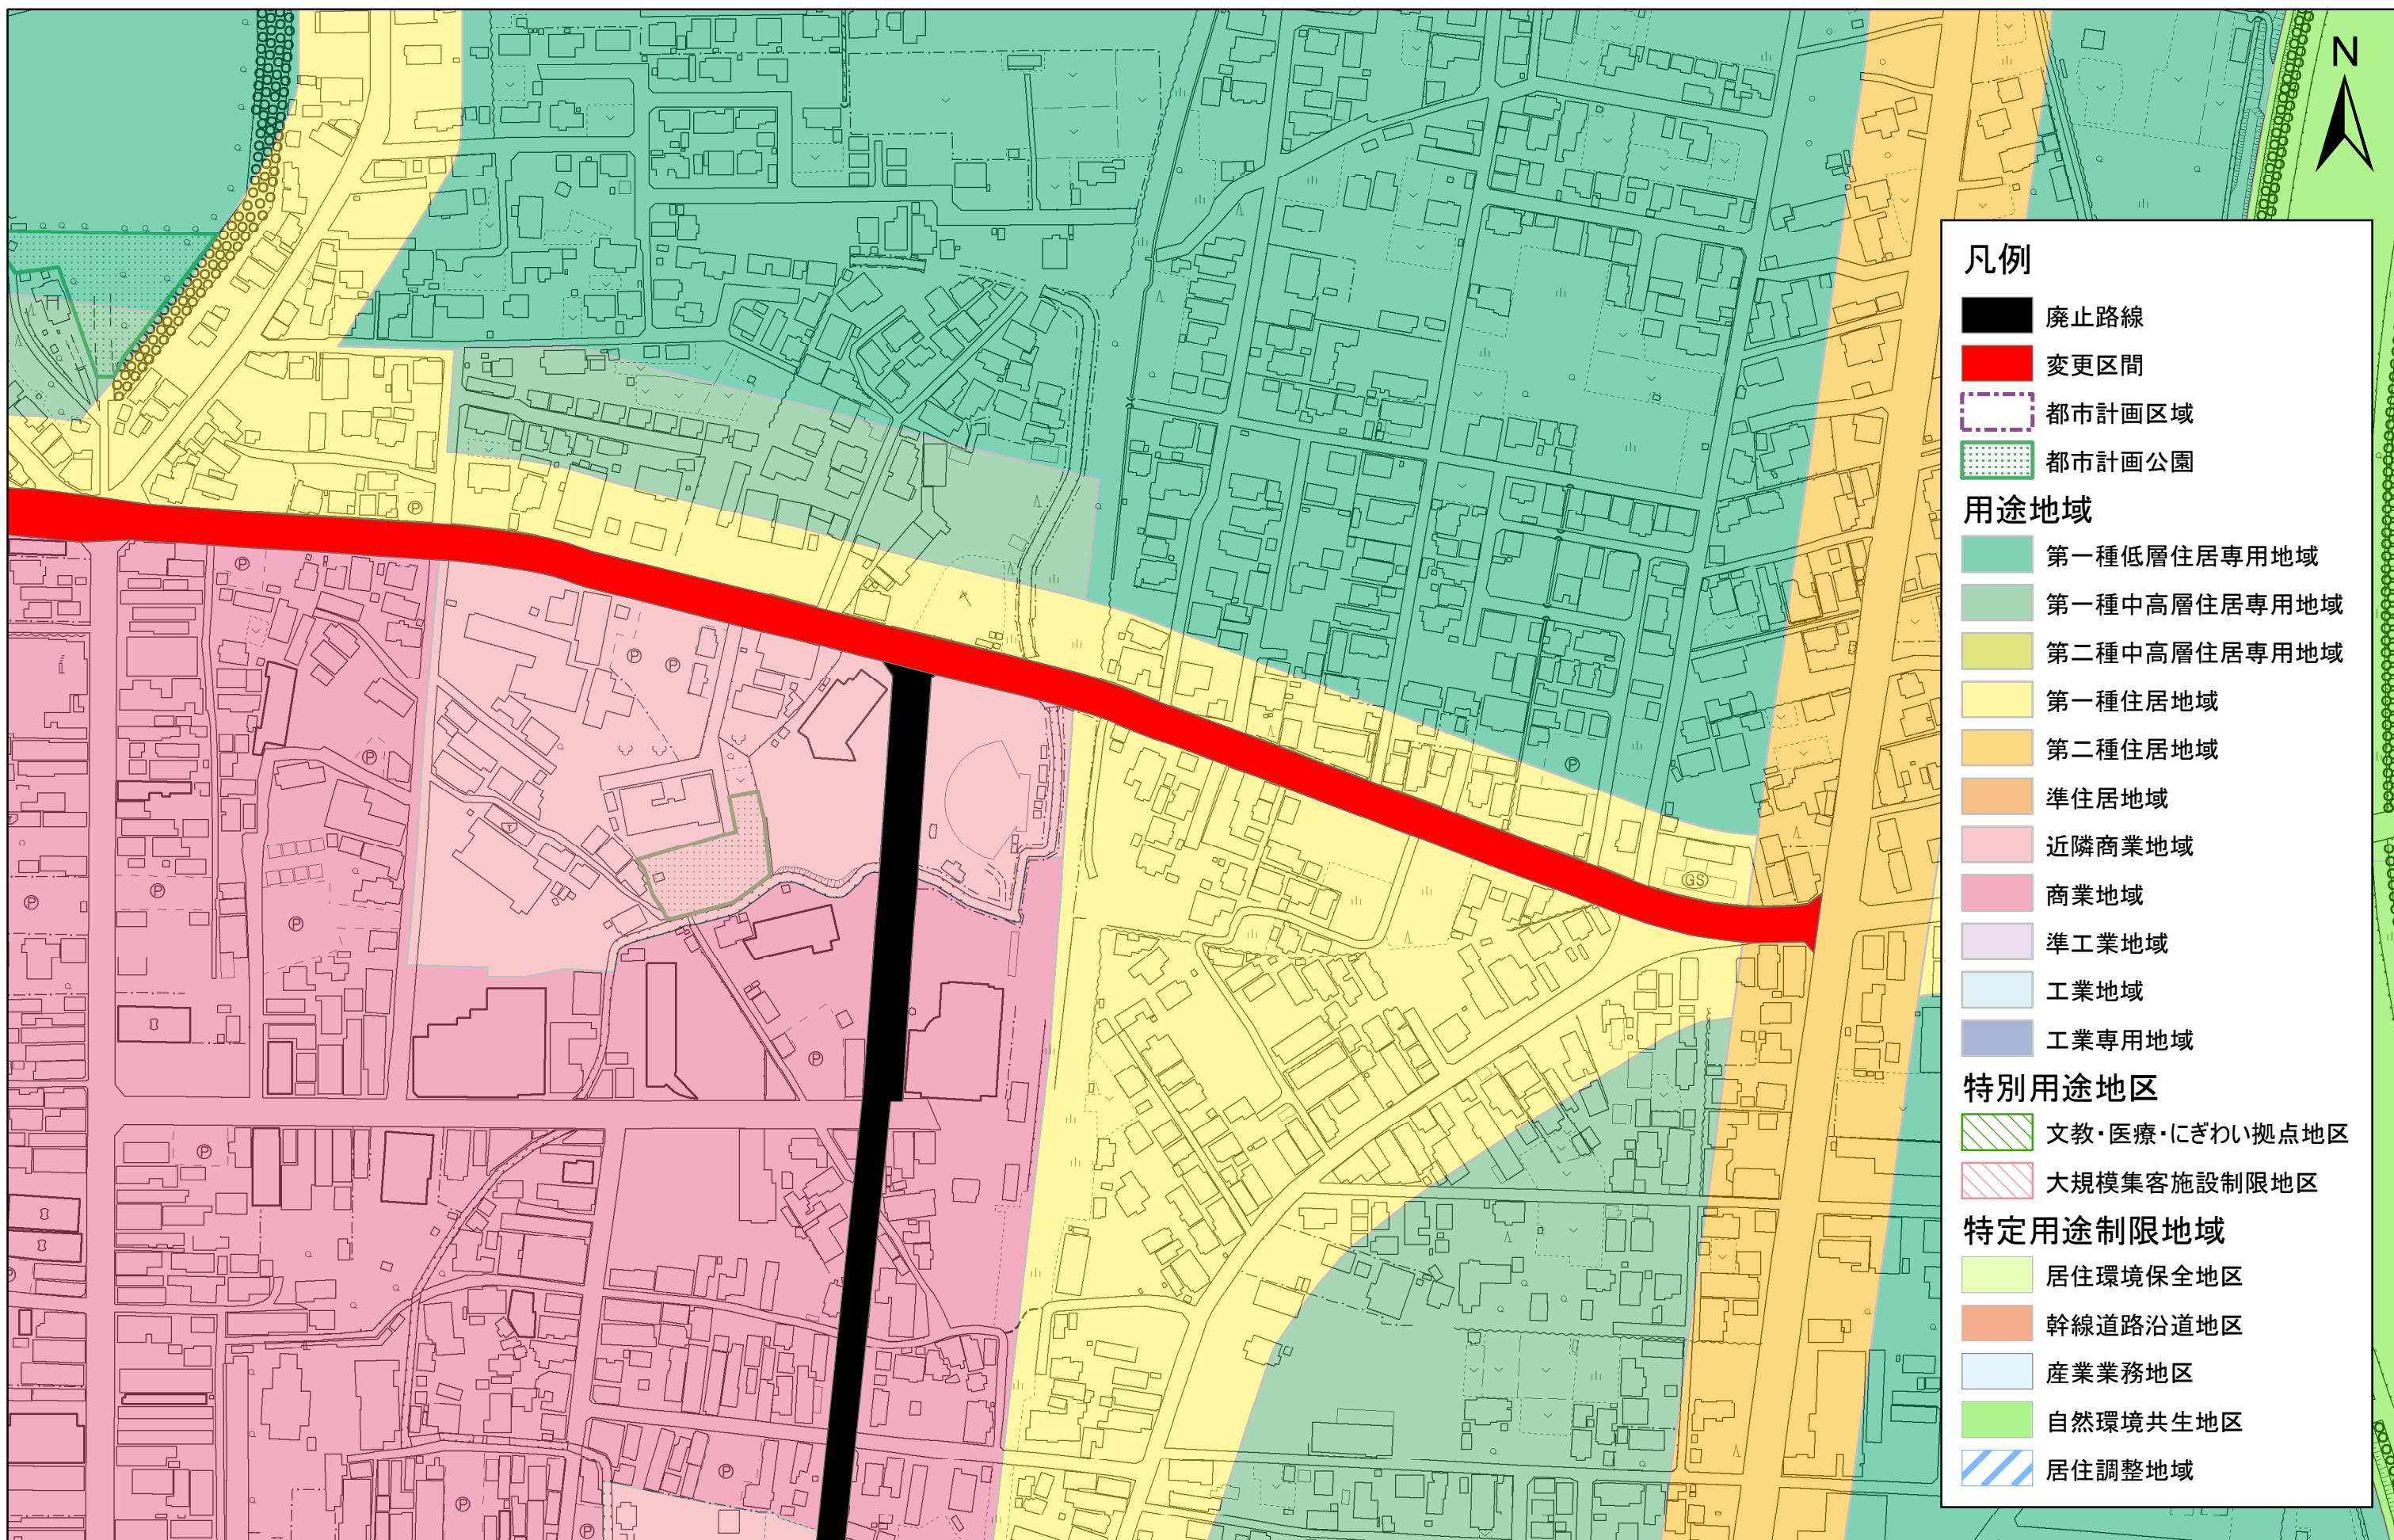 N
凡例
廃止路線
変更区間
都市計画区域
都市計画公園
用途地域
第一種低層住居専用地域
第一種中高層住居専用地域
第二種中高層住居専用地域
第一種住居地域
第二種住居地域
準住居地域
近隣商業地域
商業地域
準工業地域
工業地域
工業専用地域
特別用途地区
文教・医療・にぎわい拠点地区
大規模集客施設制限地区
特定用途制限地域
居住環境保全地区
幹線道路沿道地区
産業業務地区
自然環境共生地区
居住調整地域
P
P
P
P
P
P
P
P
P
P
P
P
P
GS